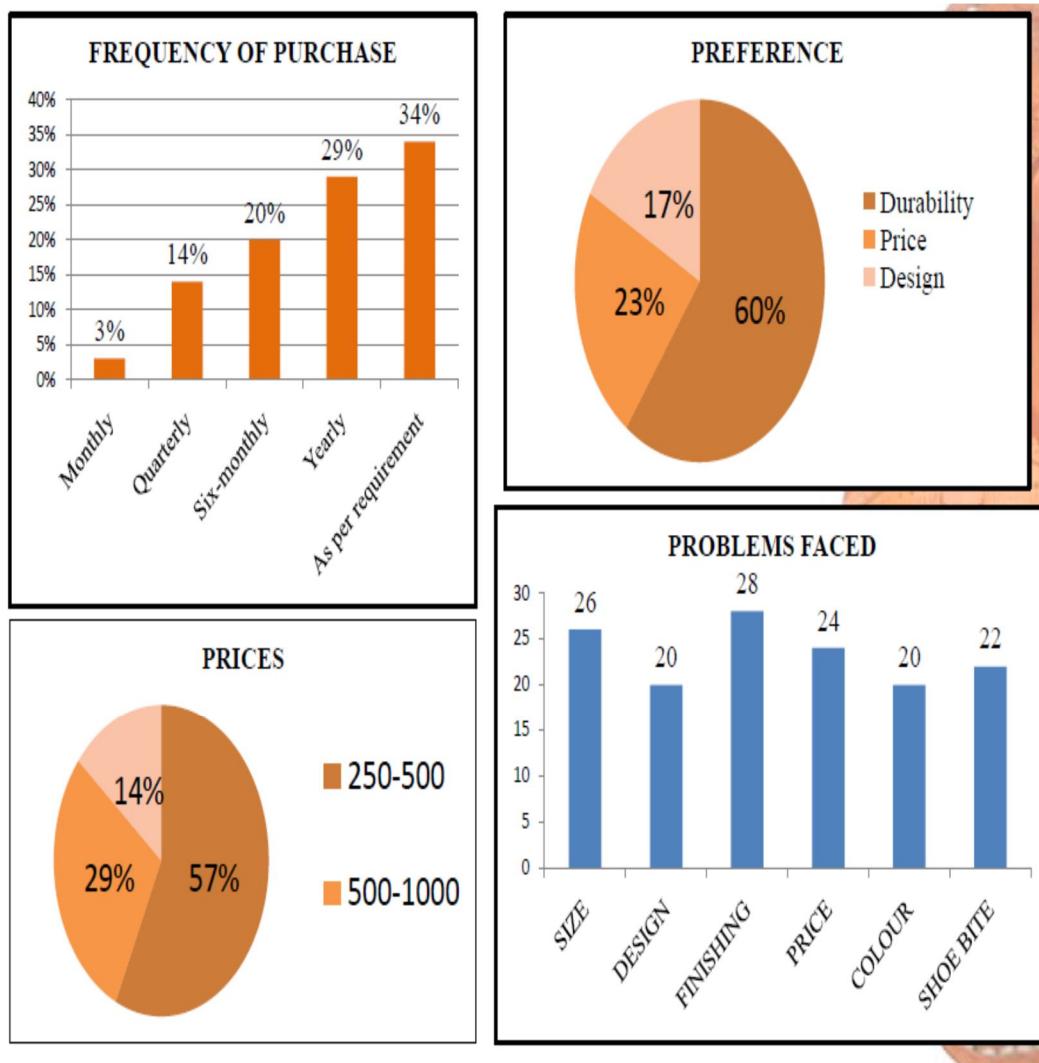 FREQUENCY OF PURCHASE
40%
35%
30%
25%
20%
15%
10%
5%
0%
3%
14%
20%
29%
34%
Monthly
Quarterly
Six-monthly
Yearly
As per requirement
PREFERENCE
17%
23%
60%
Durability
Price
Design
PRICES
14%
29%
57%
250-500
500-1000
PROBLEMS FACED
30
25
20
15
10
5
0
26
20
28
24
20
22
SIZE
DESIGN
FINISHING
PRICE
COLOUR
SHOE BITE